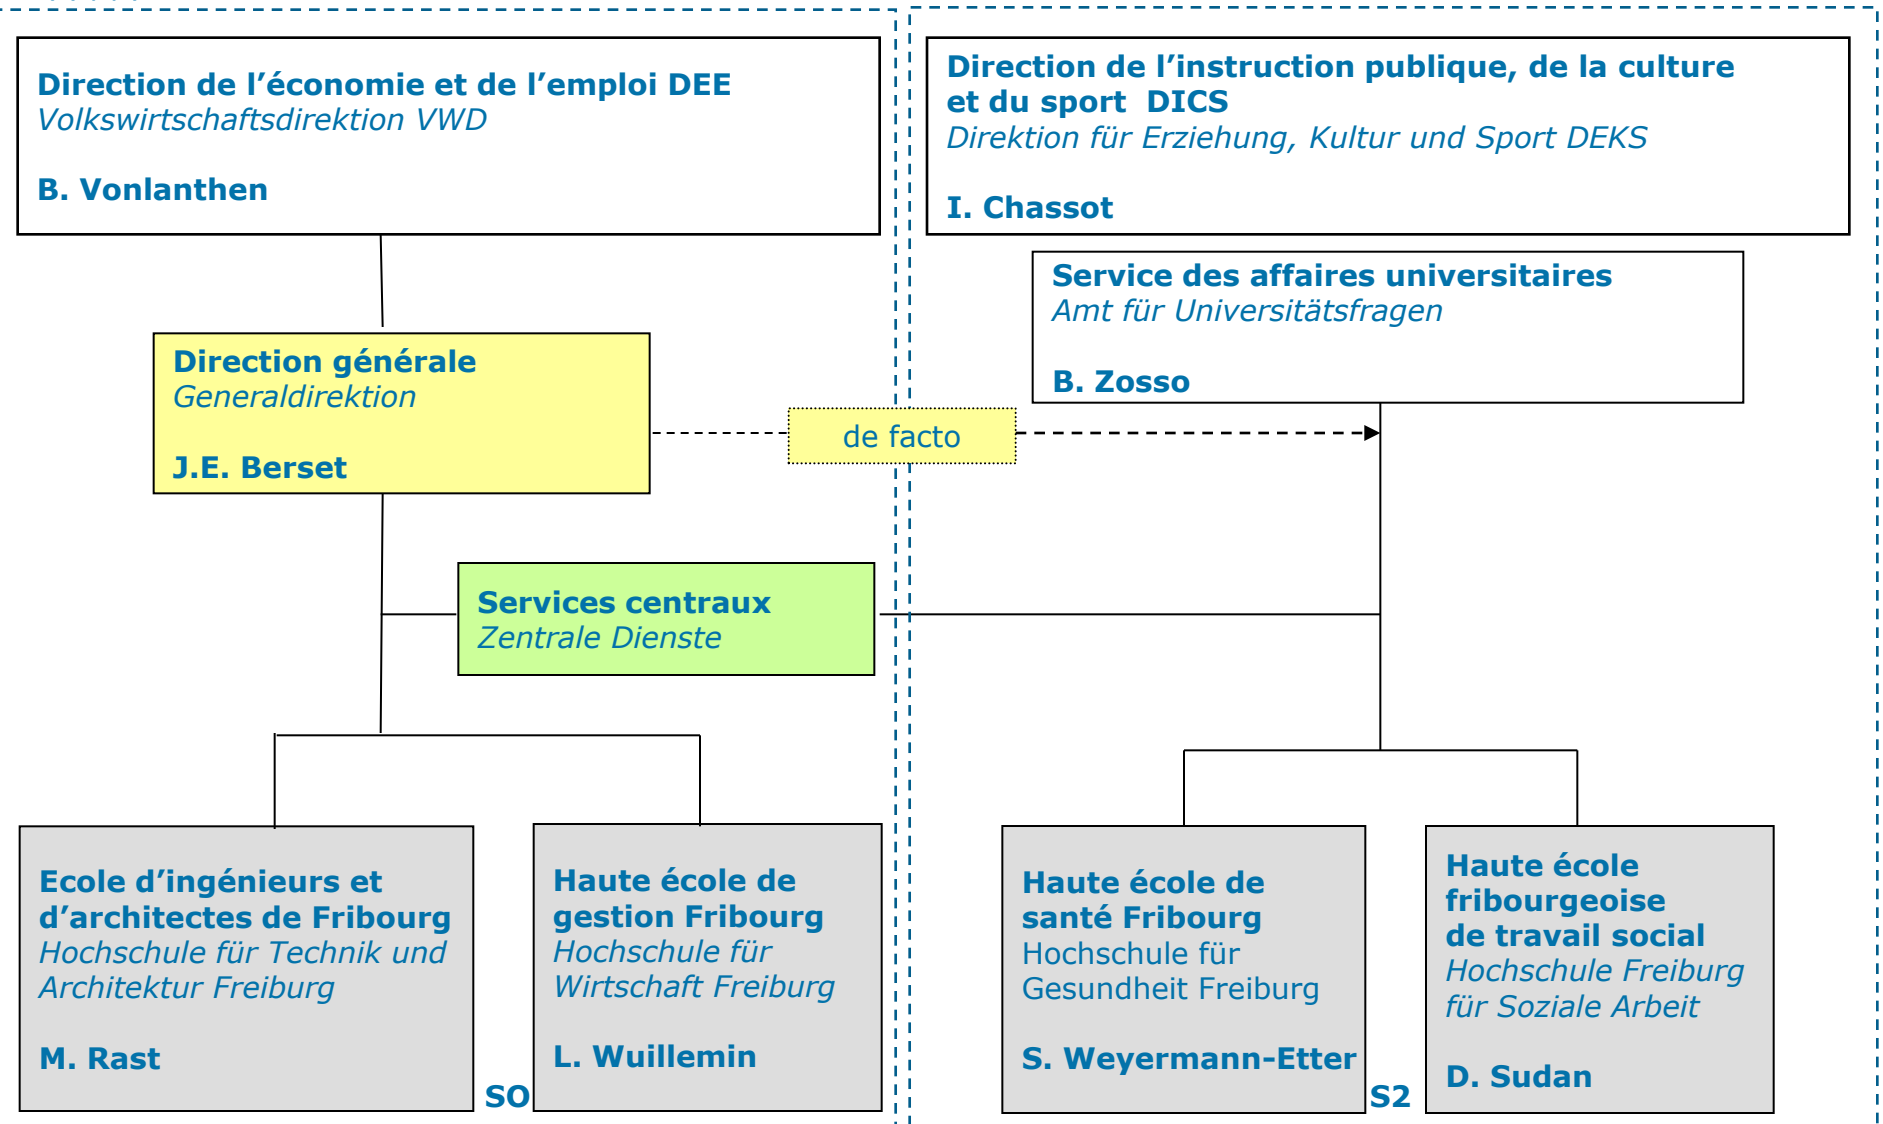 Direction de l’économie et de l’emploi DEE
Volkswirtschaftsdirektion VWD
B. Vonlanthen
Direction de l’instruction publique, de la culture
et du sport DICS
Direktion für Erziehung, Kultur und Sport DEKS
I. Chassot
Service des affaires universitaires
Amt für Universitätsfragen
B. Zosso
Direction générale
Generaldirektion
J.E. Berset
de facto
Services centraux
Zentrale Dienste
Ecole d’ingénieurs et
d’architectes de Fribourg
Hochschule für Technik und
Architektur Freiburg
M. Rast
SO
Haute école de
gestion Fribourg
Hochschule für
Wirtschaft Freiburg
L. Wuillemin
Haute école de
santé Fribourg
Hochschule für
Gesundheit Freiburg
S. Weyermann-Etter
S2
Haute école
fribourgeoise
de travail social
Hochschule Freiburg
für Soziale Arbeit
D. Sudan